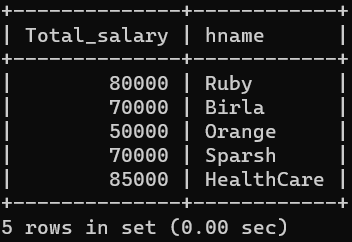 +--------------+------------+
| Total_salary | hname      |
+--------------+------------+
|        80000 | Ruby       |
|        70000 | Birla      |
|        50000 | Orange     |
|        70000 | Sparsh     |
|        85000 | HealthCare |
+--------------+------------+
5 rows in set (0.00 sec)